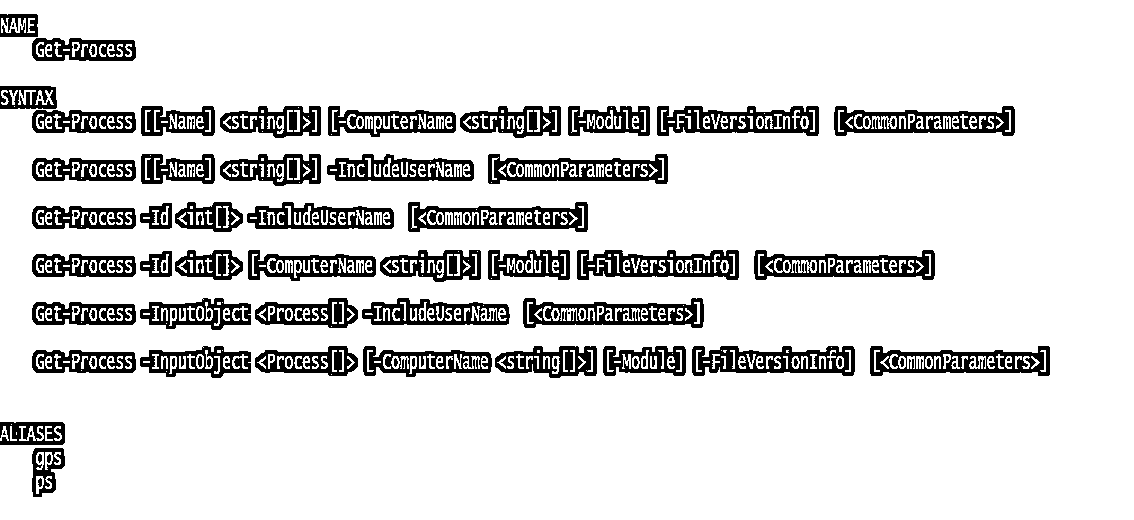 NAME
Get-Process
SYNTAX
Get-Process [[-Name] <string[]>] [-ComputerName <string[]>] [-Module] [-FileVersionInfo] [<CommonParameters>]
Get-Process [[-Name] <string[]>] -IncludeUserName [<CommonParameters>]
Get-Process -Id <int[]> -IncludeUserName [<CommonParameters>]
Get-Process -Id <int[]> [-ComputerName <string[]>] [-Module] [-FileVersionInfo] [<CommonParameters>]
Get-Process -InputObject <Process[]> -IncludeUserName [<CommonParameters>]
Get-Process -InputObject <Process[]> [-ComputerName <string[]>] [-Module] [-FileVersionInfo] [<CommonParameters>]
ALIASES
gps
ps